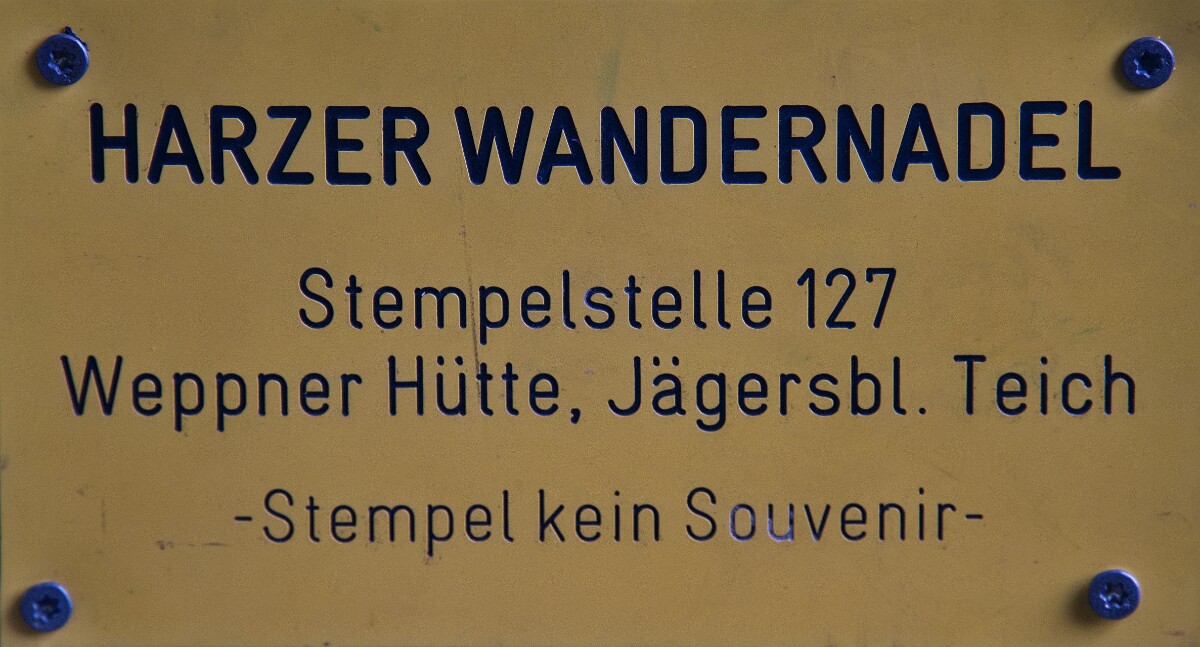 HARZER WANDERNADEL
Stempelstelle 127
Weppner Hütte, Jägersbl. Teich
-Stempel kein Souvenir-